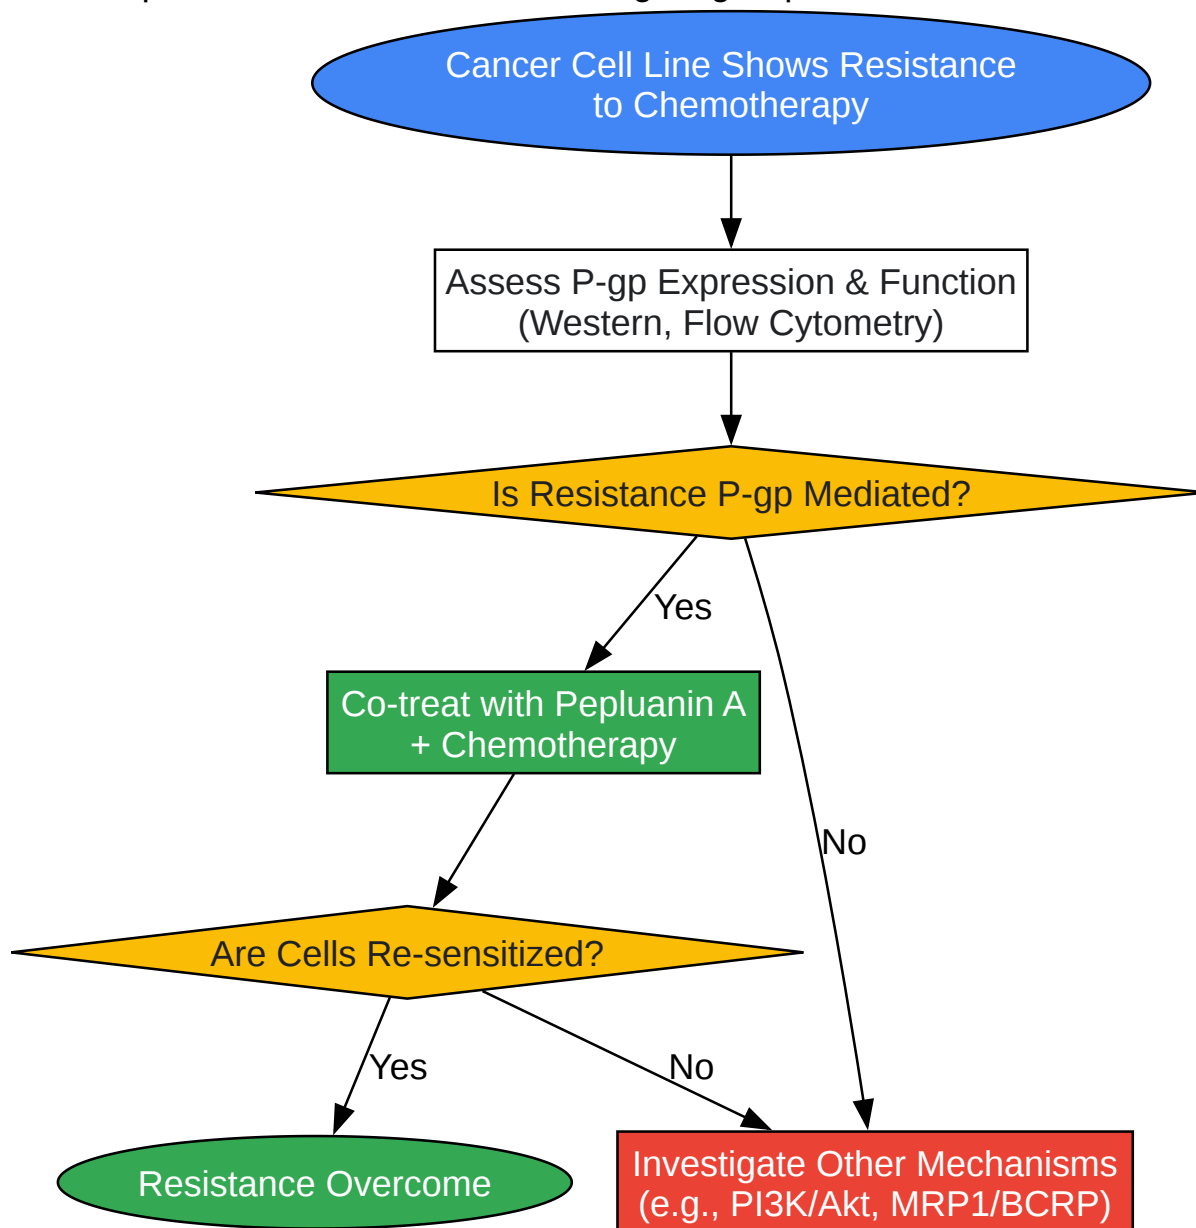 Cancer Cell Line Shows Resistance
to Chemotherapy
Assess P-gp Expression & Function
(Western, Flow Cytometry)
Is Resistance P-gp Mediated?
Yes
Co-treat with Pepluanin A
+ Chemotherapy
No
Are Cells Re-sensitized?
Yes
No
Resistance Overcome
Investigate Other Mechanisms
(e.g., PI3K/Akt, MRP1/BCRP)